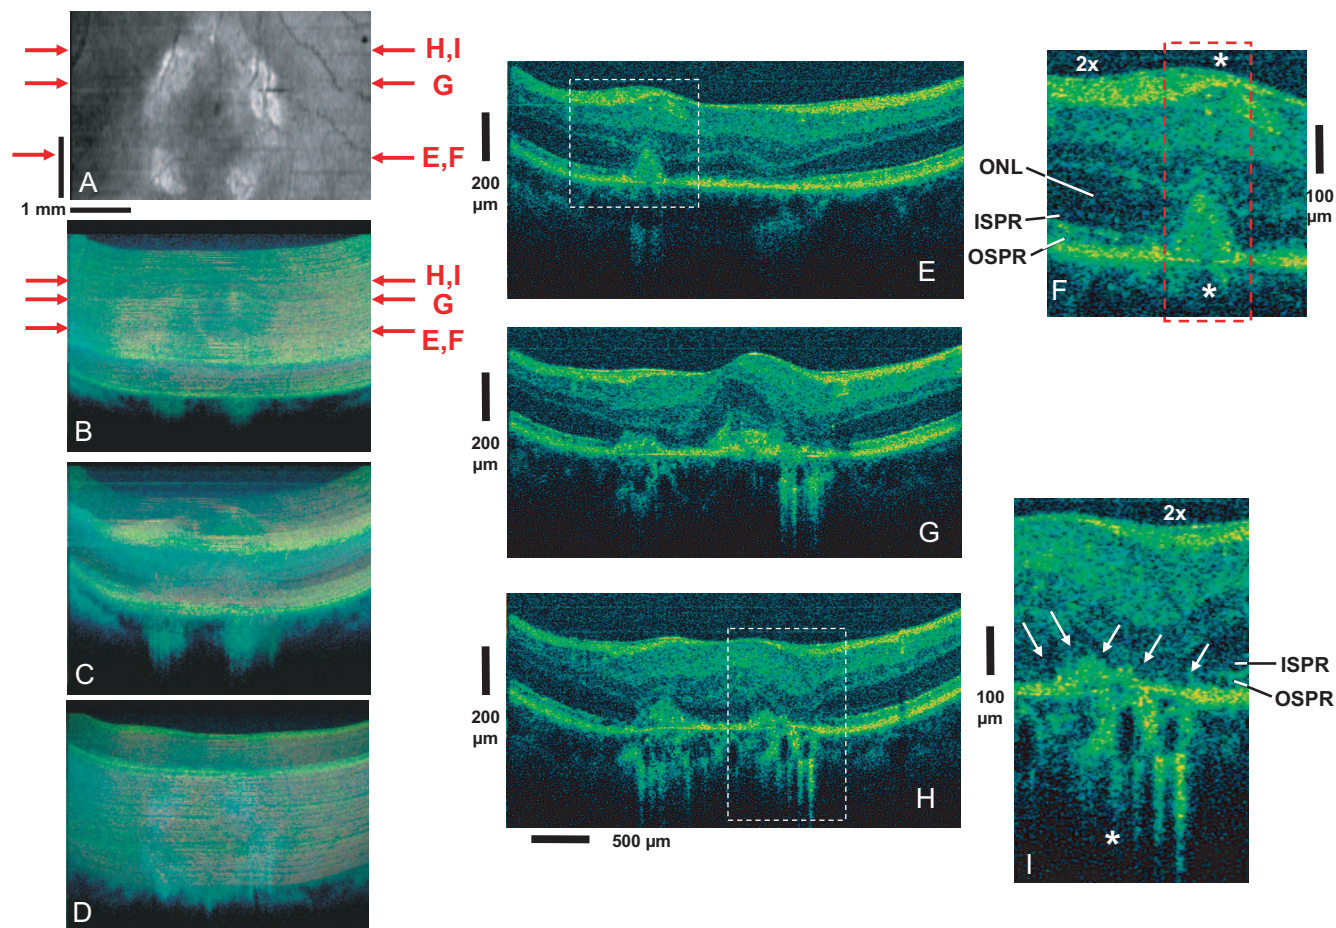 H,I
G
E,F
A
1 mm
H,I
G
E,F
B
C
D
200
µm
E
200
µm
G
200
µm
H
500 µm
2x
ONL
ISPR
OSPR
100
µm
F
*
*
2x
100
µm
ISPR
OSPR
*
I